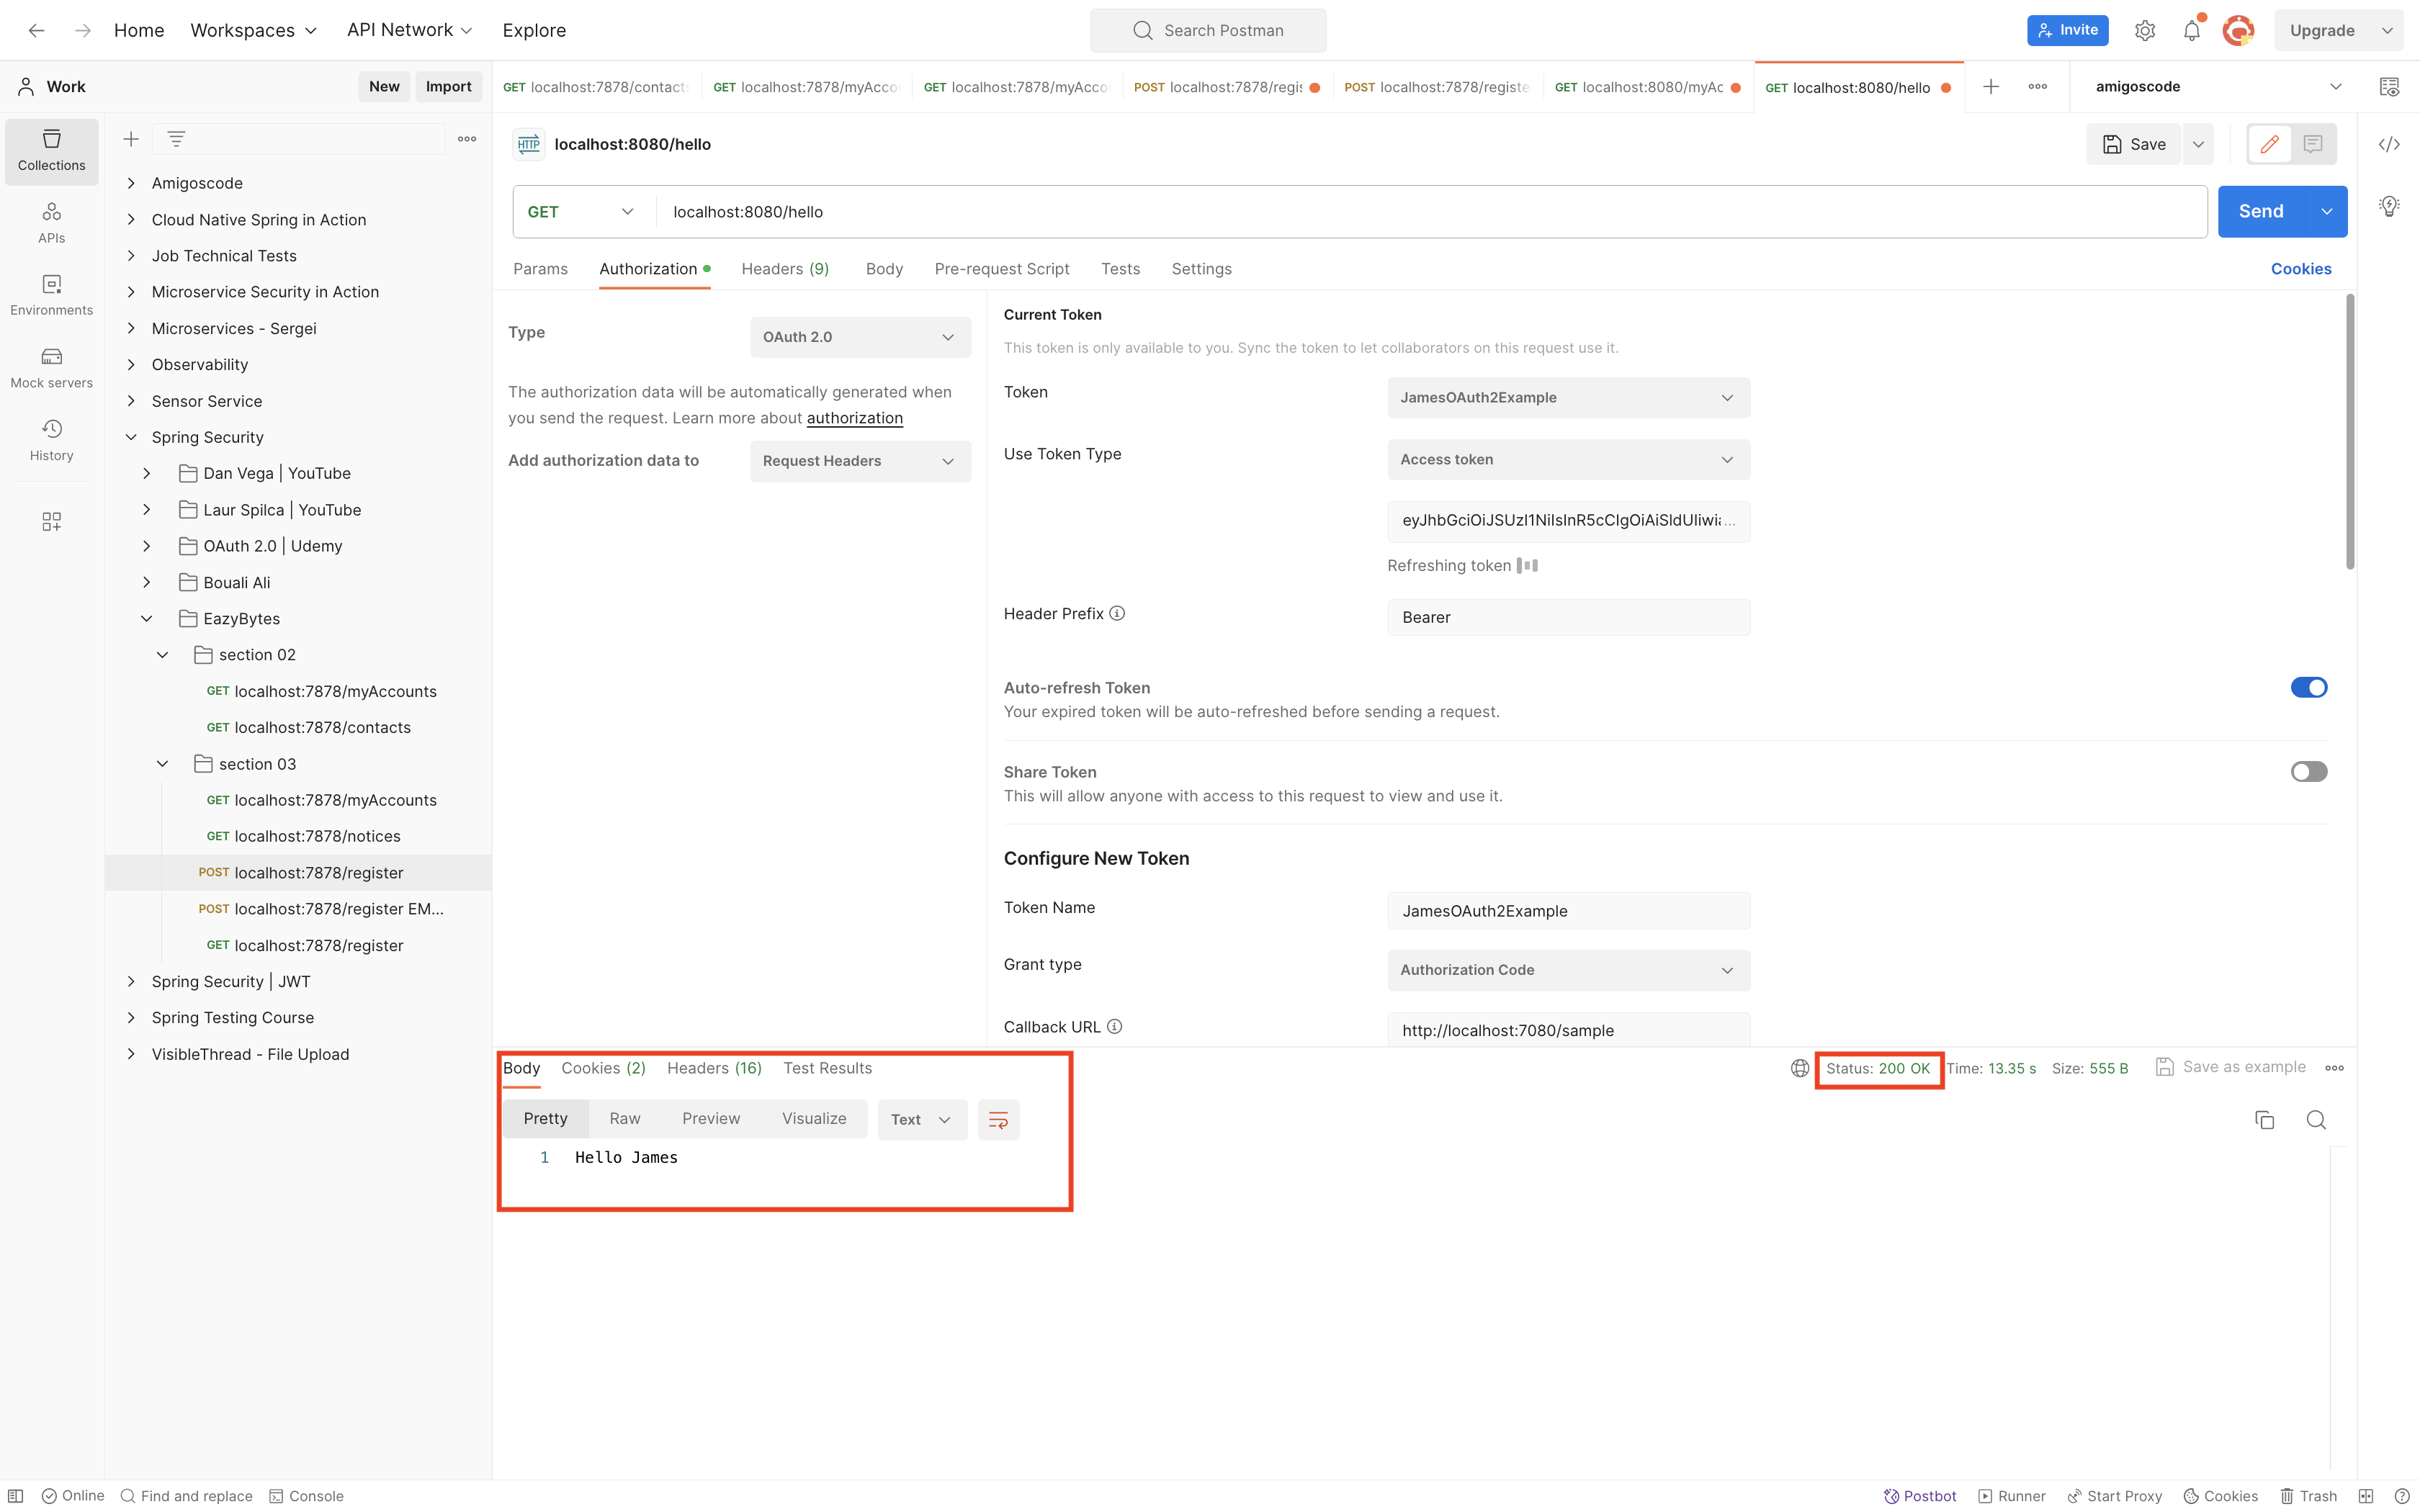 Home Workspaces API Network Explore Search Postman Invite Upgrade
Work New Import
GET localhost:7878/contact GET localhost:7878/myAcco GET localhost:7878/myAcco POST localhost:7878/regis POST localhost:7878/registe GET localhost:8080/myAc GET localhost:8080/hello amigoscode
Collections
APIs
Environments
Mock servers
History
Amigoscode
Cloud Native Spring in Action
Job Technical Tests
Microservice Security in Action
Microservices - Sergei
Observability
Sensor Service
Spring Security
Dan Vega | YouTube
Laur Spilca | YouTube
OAuth 2.0 | Udemy
Bouali Ali
EazyBytes
section 02
GET localhost:7878/myAccounts
GET localhost:7878/contacts
section 03
GET localhost:7878/myAccounts
GET localhost:7878/notices
POST localhost:7878/register
POST localhost:7878/register EM...
GET localhost:7878/register
Spring Security | JWT
Spring Testing Course
VisibleThread - File Upload
HTTP localhost:8080/hello Save
GET localhost:8080/hello Send
Params Authorization Headers (9) Body Pre-request Script Tests Settings Cookies
Type OAuth 2.0
The authorization data will be automatically generated when
you send the request. Learn more about authorization
Add authorization data to Request Headers
Current Token
This token is only available to you. Sync the token to let collaborators on this request use it.
Token JamesOAuth2Example
Use Token Type Access token
Refreshing token
Header Prefix Bearer
Auto-refresh Token
Your expired token will be auto-refreshed before sending a request.
Share Token
This will allow anyone with access to this request to view and use it.
Configure New Token
Token Name JamesOAuth2Example
Grant type Authorization Code
Callback URL http://localhost:7080/sample
Body Cookies (2) Headers (16) Test Results Status: 200 OK Time: 13.35 s Size: 555 B Save as example
Pretty Raw Preview Visualize Text
1 Hello James
Online Find and replace Console Postbot Runner Start Proxy Cookies Trash